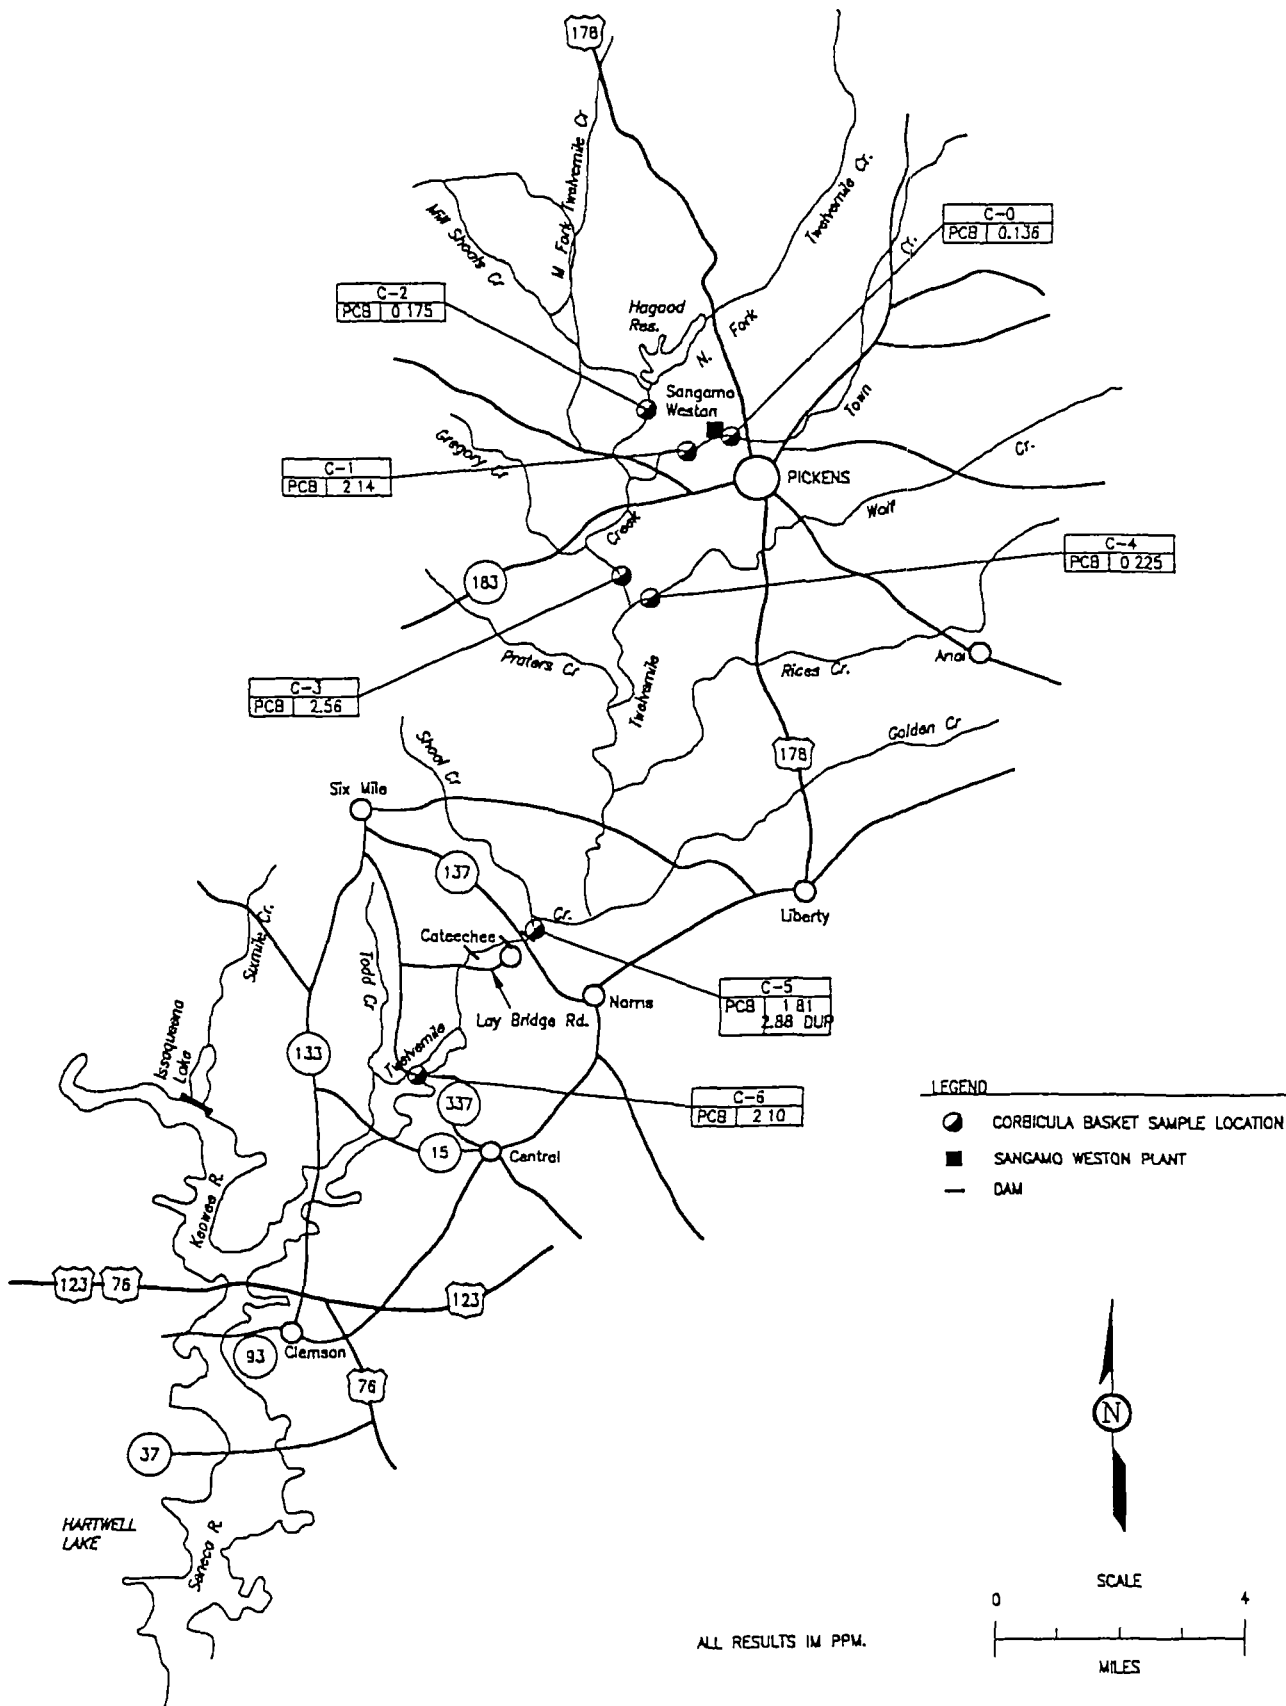 178
M Fork Twelvemile Cr
Mill Shoals Cr
Twelvemile Cr.
C-0
PCB 0.136
Cr.
C-2
PCB 0 175
Hagood
Res.
N. Fork
Sangamo
Weston
Town
Gregory Cr
Cr.
C-1
PCB 2 14
PICKENS
Wolf
Creek
C-4
PCB 0 225
183
Praters Cr
Rices Cr.
C-3
PCB 2.56
Twelvemile
Golden Cr
178
Shoal Cr
Six Mile
137
Liberty
Cr.
Sixmile Cr.
Cateechee
Todd Cr
C-5
PCB 1 81
2.88 DUP
Norris
Lay Bridge Rd.
Issaqueena
Lake
133
Twelvemile
C-6
PCB 2 10
337
15
Central
LEGEND
CORBICULA BASKET SAMPLE LOCATION
SANGAMO WESTON PLANT
DAM
Keowee R.
123
76
123
93
Clemson
76
N
37
HARTWELL
LAKE
Seneca R.
SCALE
0 4
MILES
ALL RESULTS IM PPM.